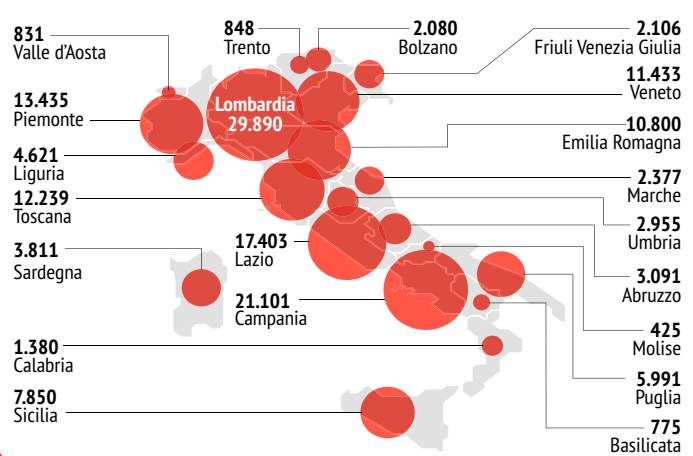 831
Valle d'Aosta
848
Trento
2.080
Bolzano
2.106
Friuli Venezia Giulia
11.433
Veneto
13.435
Piemonte
Lombardia
29.890
10.800
Emilia Romagna
4.621
Liguria
2.377
Marche
12.239
Toscana
2.955
Umbria
17.403
Lazio
3.811
Sardegna
3.091
Abruzzo
21.101
Campania
425
Molise
1.380
Calabria
5.991
Puglia
7.850
Sicilia
775
Basilicata